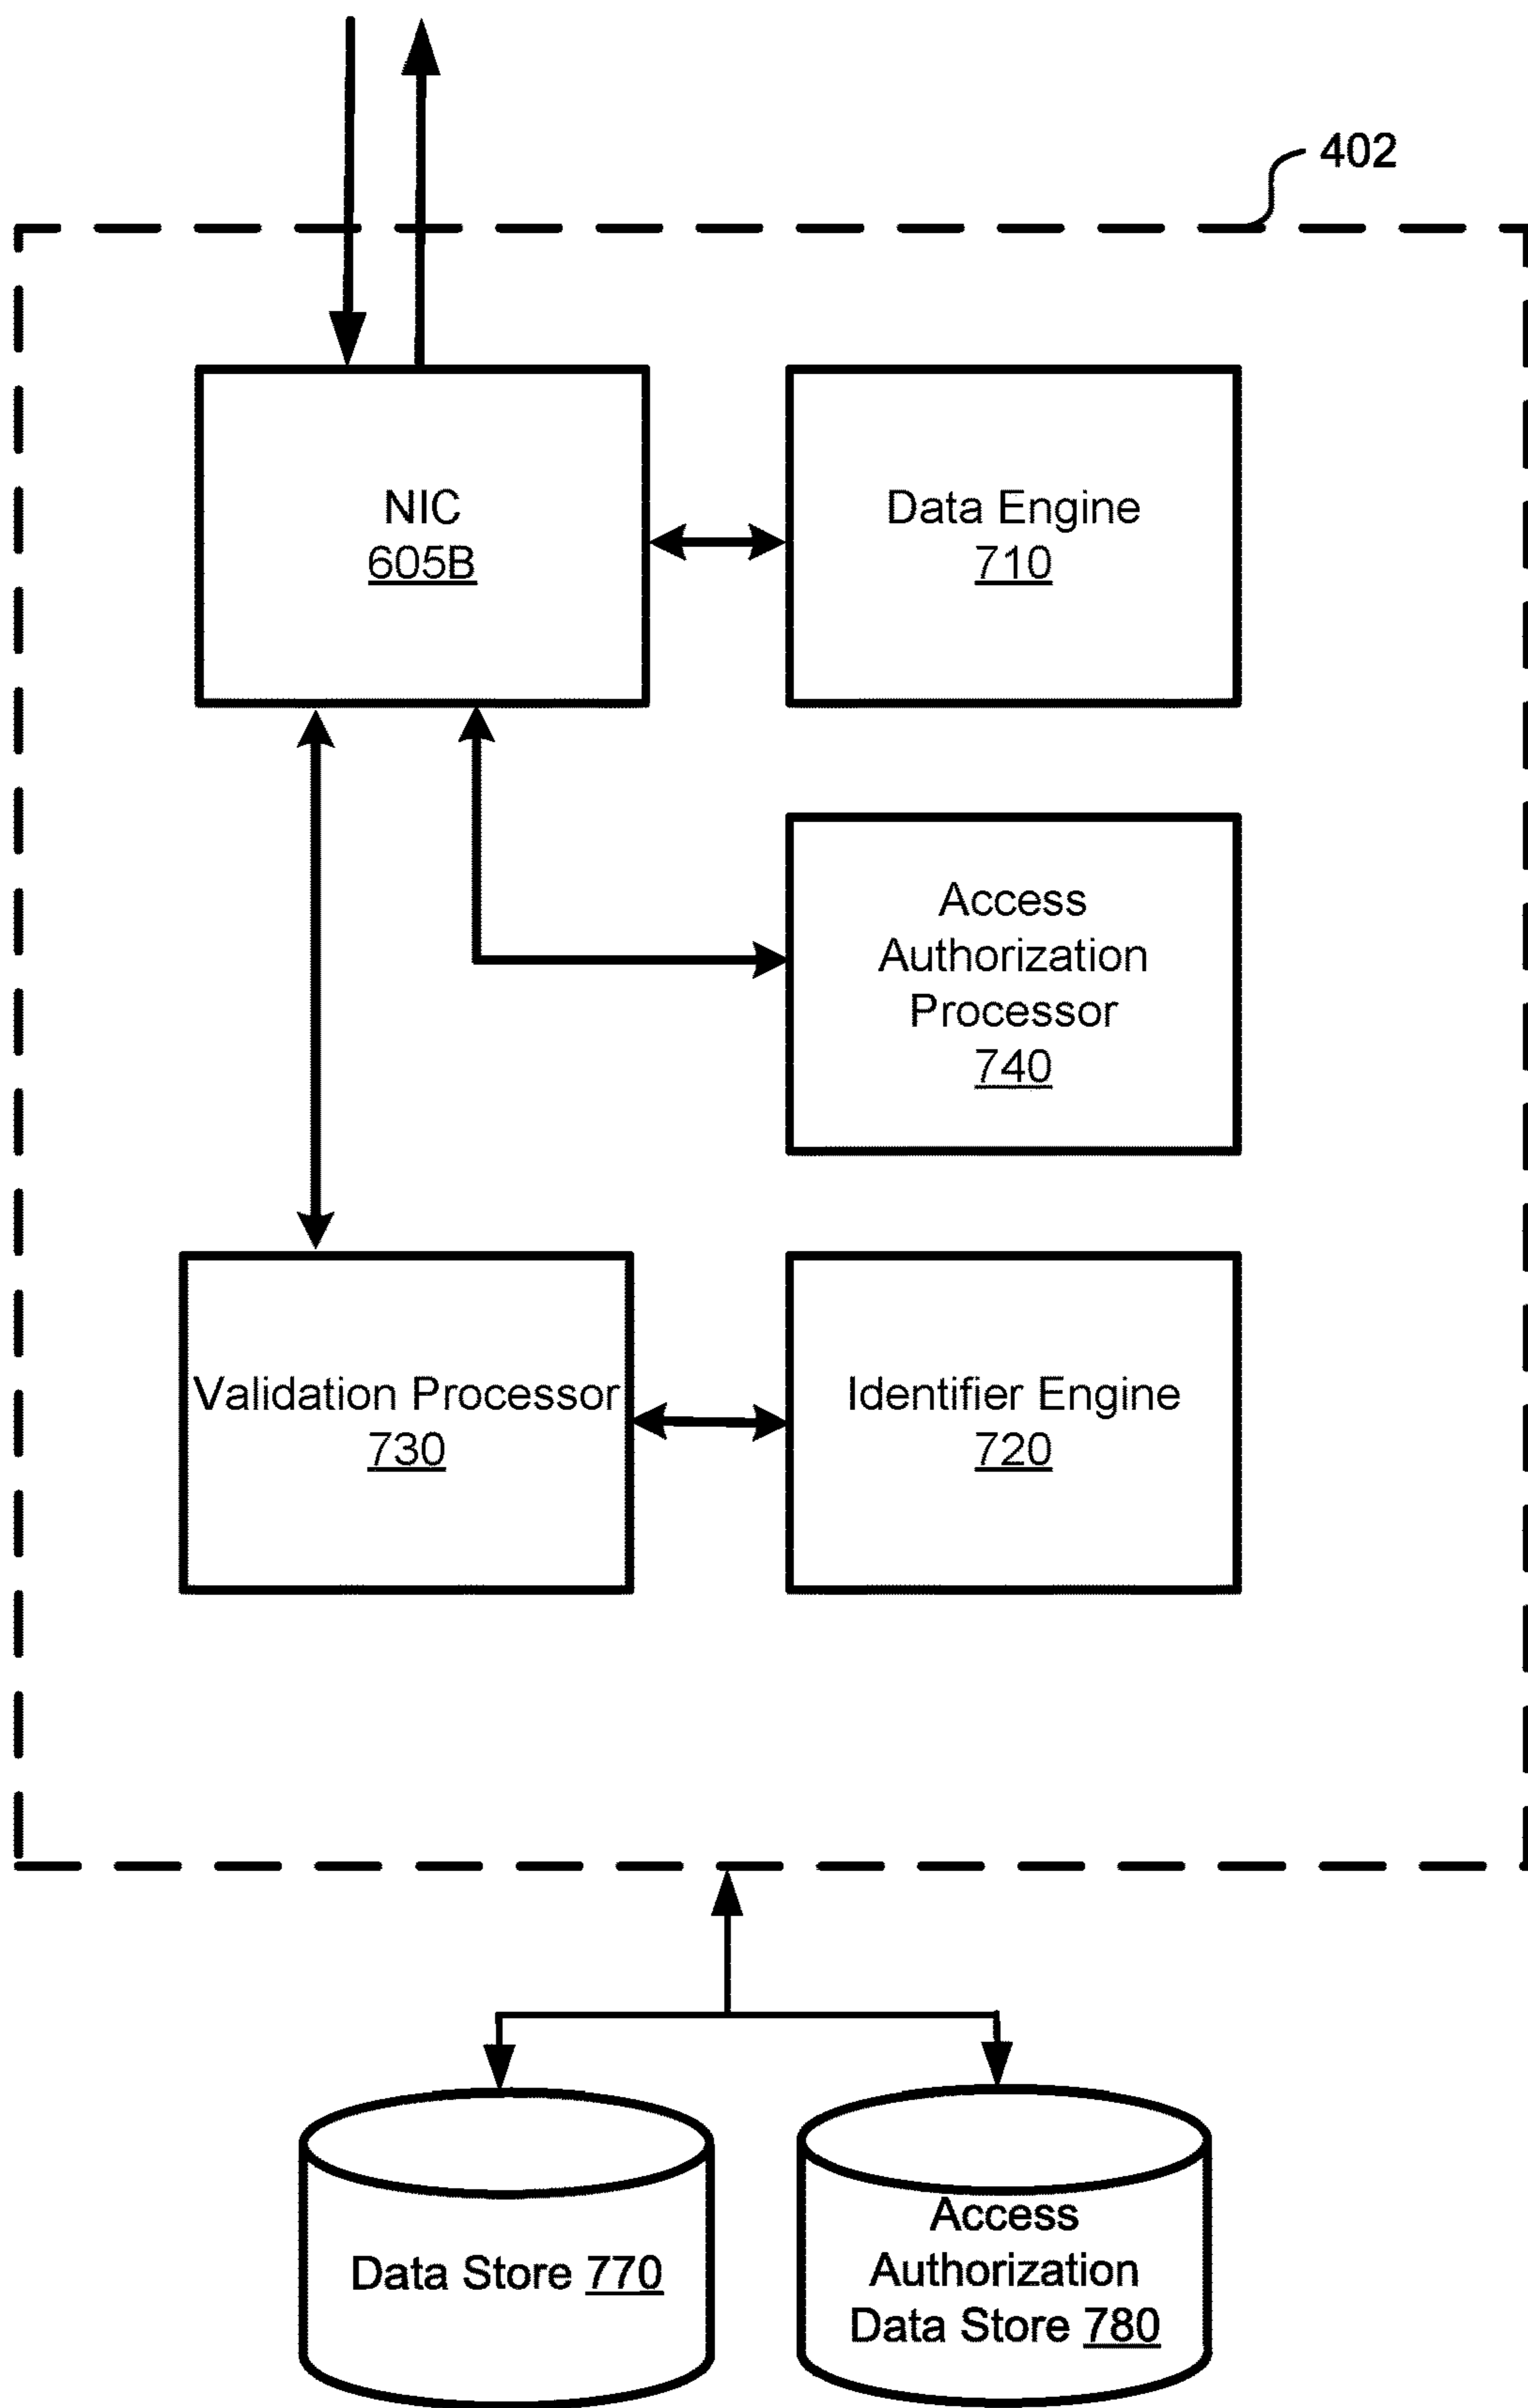 402
NIC
605B
Data Engine
710
Access
Authorization
Processor
740
Validation Processor
730
Identifier Engine
720
Data Store 770
Access
Authorization
Data Store 780